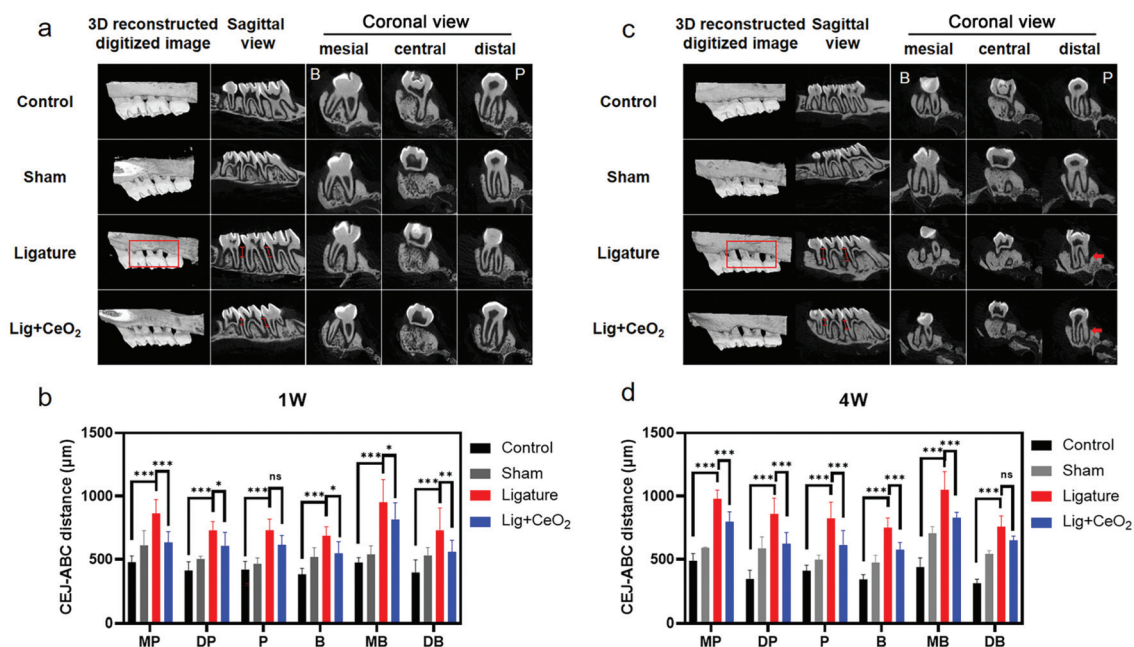 a
3D reconstructed digitized image
Sagittal view
Coronal view
mesial central distal
B P
Control
Sham
Ligature
Lig+CeO₂
b
1W
CEJ-ABC distance (μm)
1500
1000
500
0
*** *** *** * *** ns *** * *** * *** **
MP DP P B MB DB
Control
Sham
Ligature
Lig+CeO₂
c
3D reconstructed digitized image
Sagittal view
Coronal view
mesial central distal
B P
Control
Sham
Ligature
Lig+CeO₂
d
4W
CEJ-ABC distance (μm)
1500
1000
500
0
*** *** *** *** *** *** *** *** *** *** *** ns
MP DP P B MB DB
Control
Sham
Ligature
Lig+CeO₂